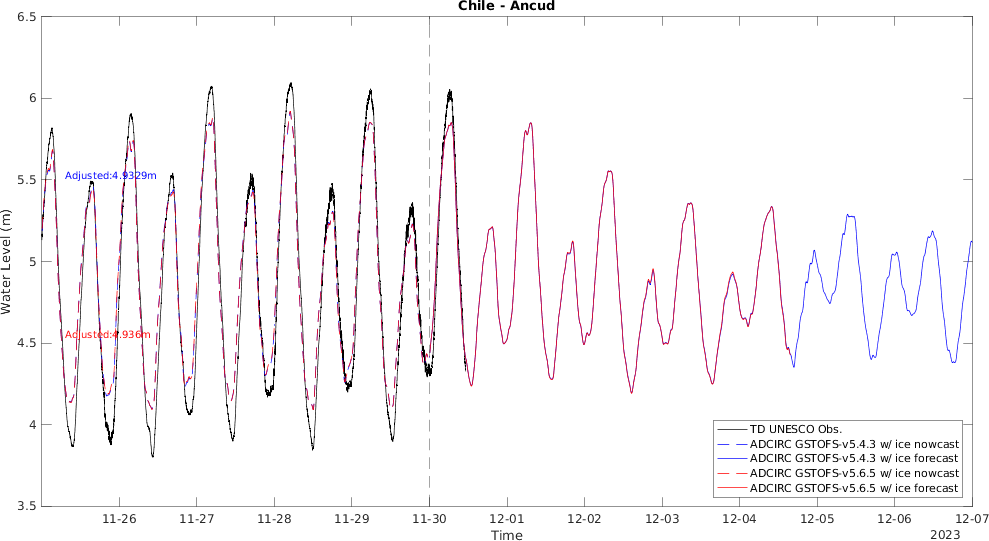 Chile - Ancud
6.5
6
5.5
5
4.5
4
3.5
Water Level (m)
Adjusted:4.9329m
Adjusted:4.936m
TD UNESCO Obs.
ADCIRC GSTOFS-v5.4.3 w/ ice nowcast
ADCIRC GSTOFS-v5.4.3 w/ ice forecast
ADCIRC GSTOFS-v5.6.5 w/ ice nowcast
ADCIRC GSTOFS-v5.6.5 w/ ice forecast
11-26 11-27 11-28 11-29 11-30 12-01 12-02 12-03 12-04 12-05 12-06 12-07
Time
2023